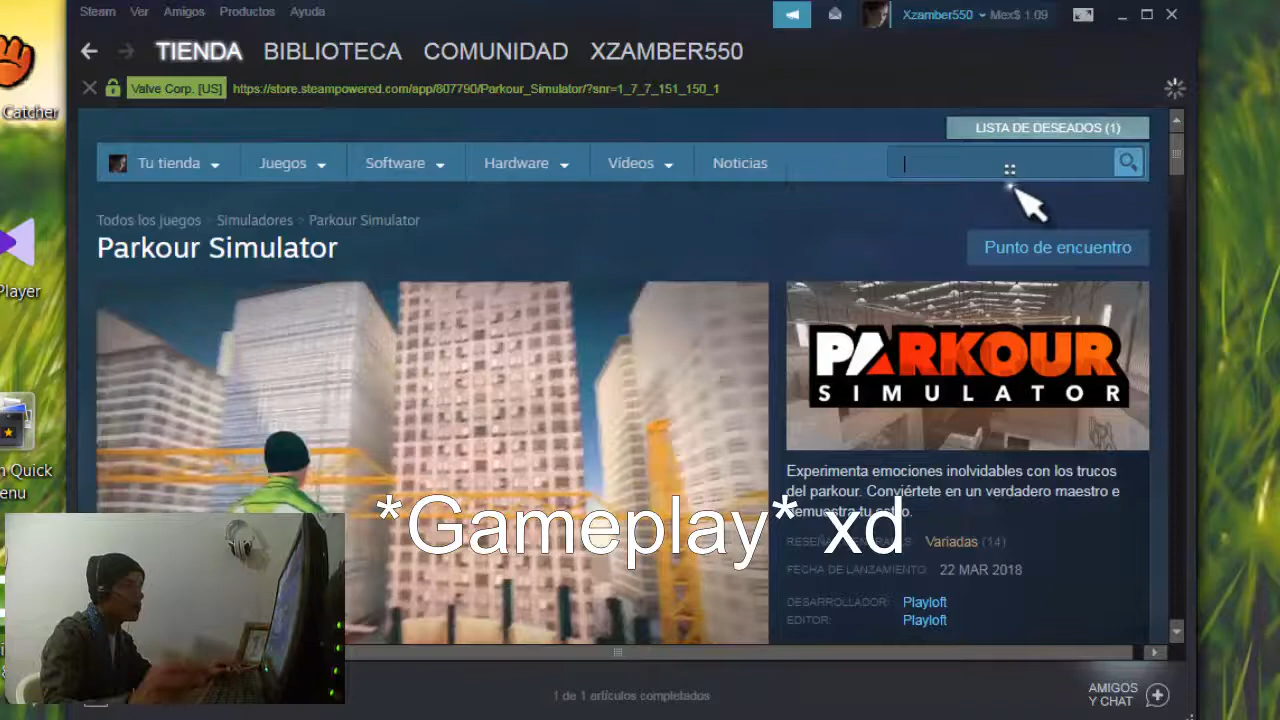 Steam Ver Amigos Productos Ayuda
Xzamber550 Mex$ 1.09
TIENDA BIBLIOTECA COMUNIDAD XZAMBER550
Valve Corp. [US] https://store.steampowered.com/app/807790/Parkour_Simulator/?snr=1_7_7_151_150_1
Catcher
LISTA DE DESEADOS (1)
Tu tienda Juegos Software Hardware Vídeos Noticias
Todos los juegos > Simuladores > Parkour Simulator
Parkour Simulator
Punto de encuentro
Player
PARKOUR
SIMULATOR
Experimenta emociones inolvidables con los trucos
del parkour. Conviértete en un verdadero maestro e
*Gameplay* xd
Variadas (14)
FECHA DE LANZAMIENTO: 22 MAR 2018
DESARROLLADOR: Playloft
EDITOR: Playloft
Quick
enu
1 de 1 artículos completados
AMIGOS
Y CHAT